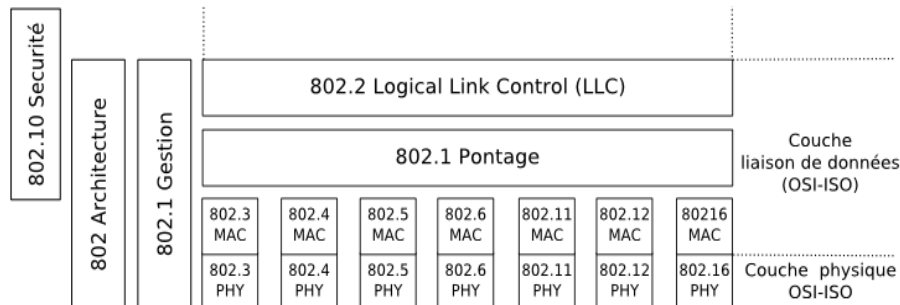 802.10 Securité
802 Architecture
802.1 Gestion
802.2 Logical Link Control (LLC)
802.1 Pontage
Couche
liaison de données
(OSI-ISO)
802.3
MAC
802.4
MAC
802.5
MAC
802.6
MAC
802.11
MAC
802.12
MAC
80216
MAC
802.3
PHY
802.4
PHY
802.5
PHY
802.6
PHY
802.11
PHY
802.12
PHY
802.16
PHY
Couche physique
OSI-ISO